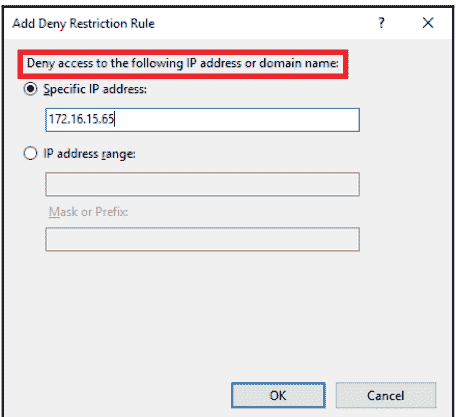 Add Deny Restriction Rule ? ×
Deny access to the following IP address or domain name:
Specific IP address:
172.16.15.65
IP address range:
Mask or Prefix:
OK Cancel